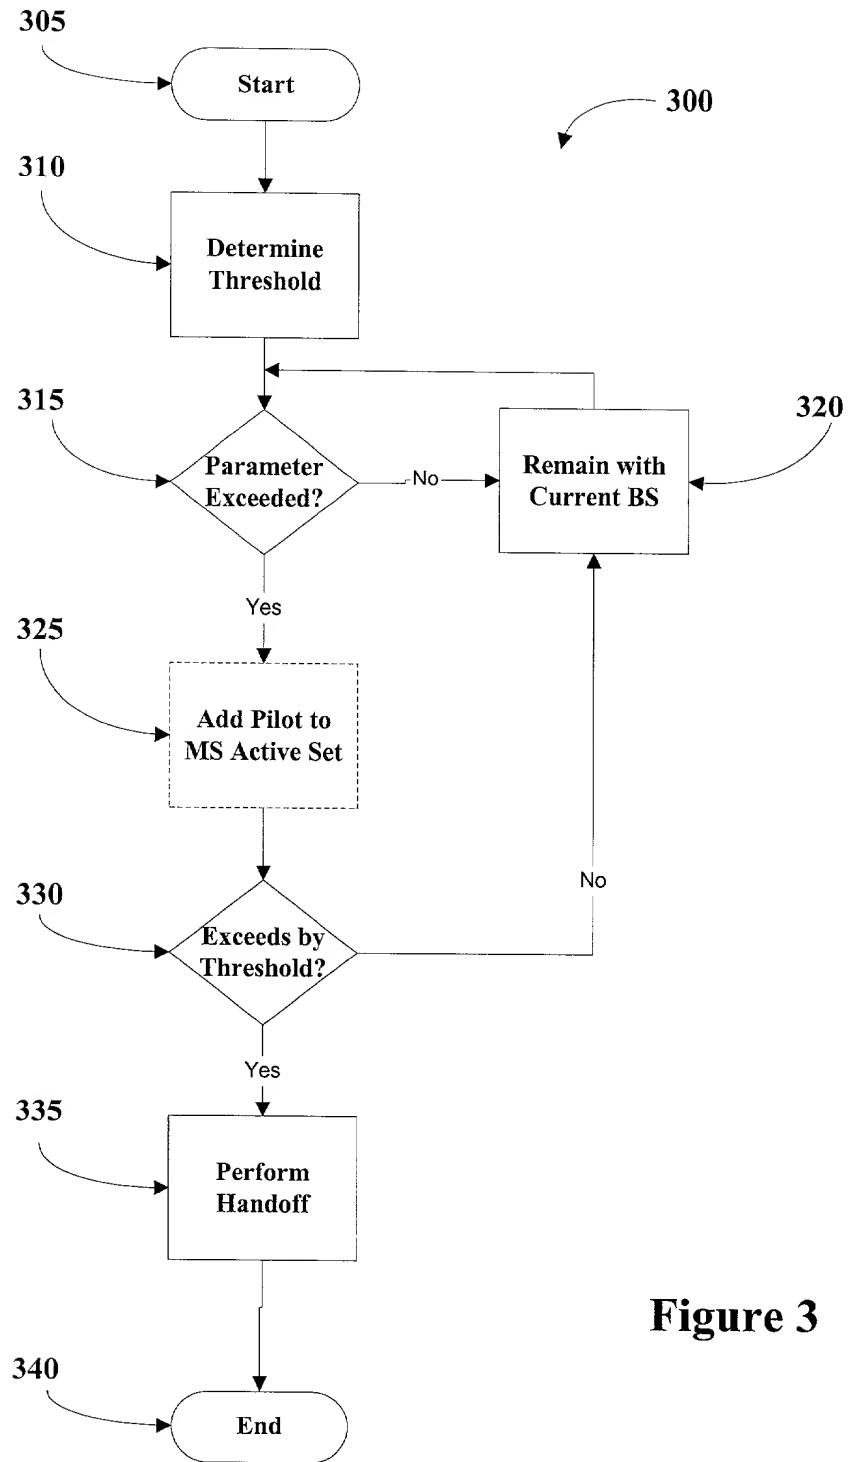 305
Start
300
310
Determine
Threshold
315
Parameter
Exceeded?
No
Remain with
Current BS
320
Yes
325
Add Pilot to
MS Active Set
330
Exceeds by
Threshold?
No
Yes
335
Perform
Handoff
Figure 3
340
End